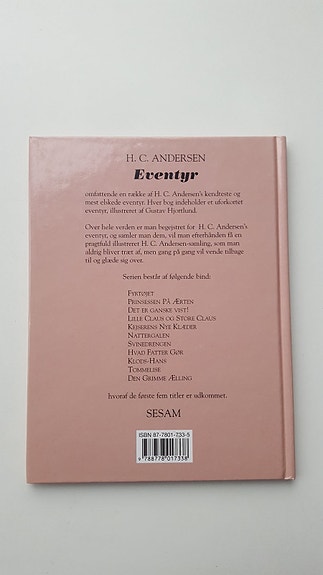 H. C. ANDERSEN
Eventyr
omfattende en række af H. C. Andersen's kendteste og
mest elskede eventyr. Hver bog indeholder et uforkortet
eventyr, illustreret af Gustav Hjortlund.
Over hele verden er man begejstret for H. C. Andersen's
eventyr, og samler man dem, vil man efterhånden få en
pragtfuld illustreret H. C. Andersen-samling, som man
aldrig bliver træt af, men gang på gang vil vende tilbage
til og glæde sig over.
Serien består af følgende bind:
FYRTØJET
PRINSESSEN PÅ ÆRTEN
DET ER GANSKE VIST!
LILLE CLAUS OG STORE CLAUS
KEJSERENS NYE KLÆDER
NATTERGALEN
SVINEDRENGEN
HVAD FATTER GØR
KLODS-HANS
TOMMELISE
DEN GRIMME ÆLLING
hvoraf de første fem titler er udkommet.
SESAM
ISBN 87-7801-733-5
9 788778 017338